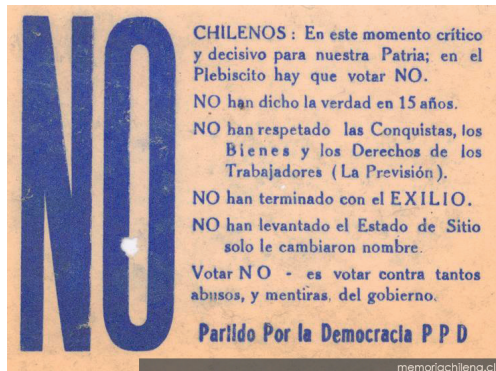 NO
CHILENOS : En este momento crítico
y decisivo para nuestra Patria; en el
Plebiscito hay que votar NO.
NO han dicho la verdad en 15 años.
NO han respetado las Conquistas, los
Bienes y los Derechos de los
Trabajadores ( La Previsión ).
NO han terminado con el EXILIO.
NO han levantado el Estado de Sitio
solo le cambiaron nombre.
Votar NO - es votar contra tantos
abusos, y mentiras, del gobierno.
Partido Por la Democracia P P D
memoriachilena.cl